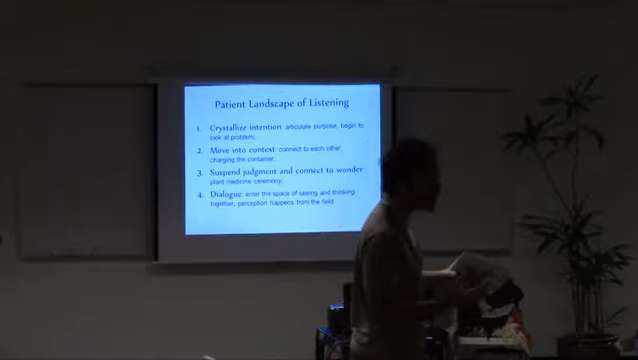 Patient Landscape of Listening
1. Crystallize intention: articulate purpose, begin to
look at problem;
2. Move into context: connect to each other,
charging the container;
3. Suspend judgment and connect to wonder
plant medicine ceremony;
4. Dialogue: enter the space of seeing and thinking
together, perception happens from the field